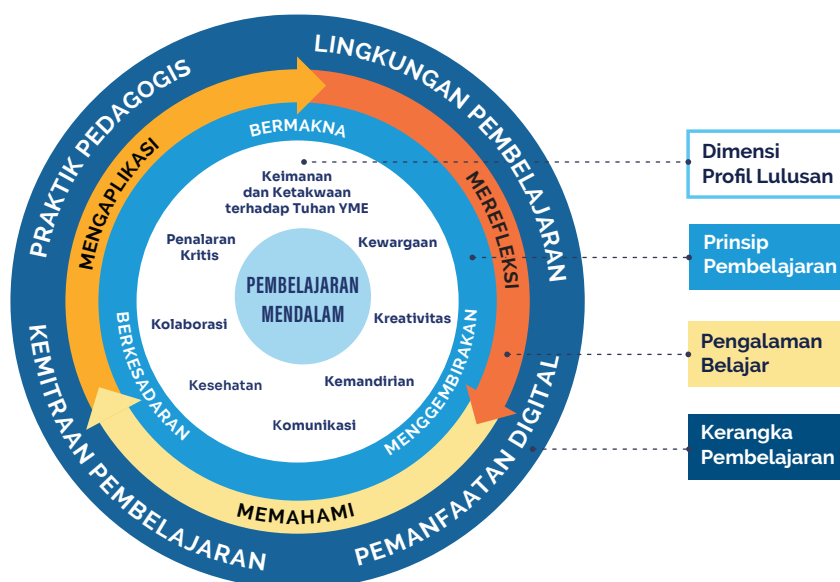 PRAKTIK PEDAGOGIS
LINGKUNGAN PEMBELAJARAN
KEMITRAAN PEMBELAJARAN
PEMANFAATAN DIGITAL
MENGAPLIKASI
MEREFLEKSI
MEMAHAMI
BERMAKNA
BERKESADARAN
MENGGEMBIRAKAN
Keimanan
dan Ketakwaan
terhadap Tuhan YME
Penalaran
Kritis
Kewargaan
Kolaborasi
Kreativitas
Kesehatan
Kemandirian
Komunikasi
PEMBELAJARAN
MENDALAM
Dimensi
Profil Lulusan
Prinsip
Pembelajaran
Pengalaman
Belajar
Kerangka
Pembelajaran